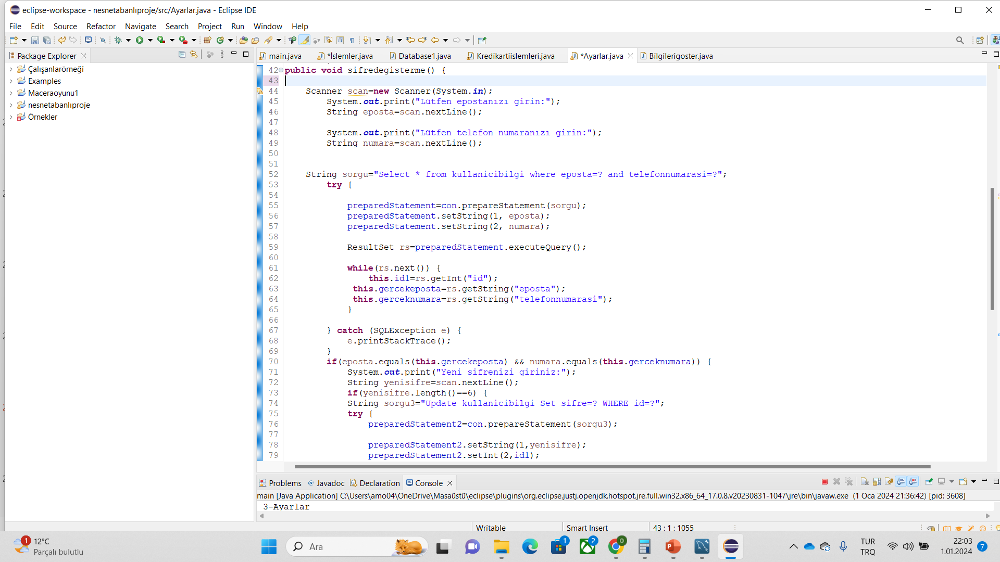 eclipse-workspace - nesnetabanlıproje/src/Ayarlar.java - Eclipse IDE
File Edit Source Refactor Navigate Search Project Run Window Help
Package Explorer
Çalışanlarörneği
Examples
Maceraoyunu1
nesnetabanlıproje
Örnekler
main.java *İslemler.java Database1.java Kredikartiislemleri.java *Ayarlar.java Bilgilerigoster.java
42 public void sifredegisterme() {
43
44 Scanner scan=new Scanner(System.in);
45 System.out.print("Lütfen epostanızı girin:");
46 String eposta=scan.nextLine();
47
48 System.out.print("Lütfen telefon numaranızı girin:");
49 String numara=scan.nextLine();
50
51
52 String sorgu="Select * from kullanicibilgi where eposta=? and telefonnumarasi=?";
53 try {
54
55 preparedStatement=con.prepareStatement(sorgu);
56 preparedStatement.setString(1, eposta);
57 preparedStatement.setString(2, numara);
58
59 ResultSet rs=preparedStatement.executeQuery();
60
61 while(rs.next()) {
62 this.id1=rs.getInt("id");
63 this.gercekeposta=rs.getString("eposta");
64 this.gerceknumara=rs.getString("telefonnumarasi");
65 }
66
67 } catch (SQLException e) {
68 e.printStackTrace();
69 }
70 if(eposta.equals(this.gercekeposta) && numara.equals(this.gerceknumara)) {
71 System.out.print("Yeni sifrenizi giriniz:");
72 String yenisifre=scan.nextLine();
73 if(yenisifre.length()==6) {
74 String sorgu3="Update kullanicibilgi Set sifre=? WHERE id=?";
75 try {
76 preparedStatement2=con.prepareStatement(sorgu3);
77
78 preparedStatement2.setString(1,yenisifre);
79 preparedStatement2.setInt(2,id1);
Problems Javadoc Declaration Console
main [Java Application] C:\Users\amo04\OneDrive\Masaüstü\eclipse\plugins\org.eclipse.justj.openjdk.hotspot.jre.full.win32.x86_64_17.0.8.v20230831-1047\jre\bin\javaw.exe (1 Oca 2024 21:36:42) [pid: 3608]
3-Ayarlar
Writable Smart Insert 43 : 1 : 1055
1
12°C
Parçalı bulutlu
Ara
1
2
0
TUR
TRQ
22:03
1.01.2024
7